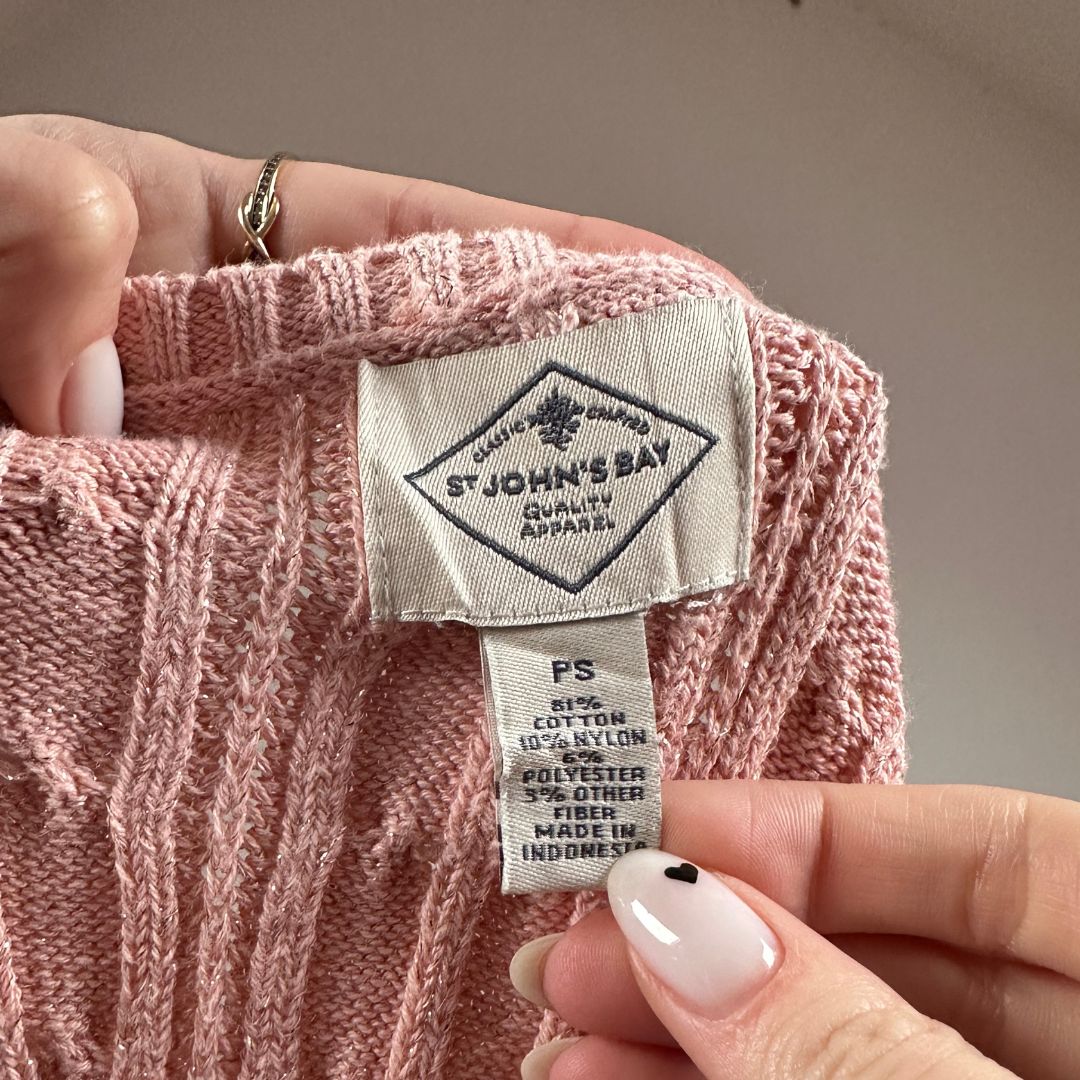 CLASSIC CRAFTED
ST JOHN'S BAY
QUALITY
APPAREL
PS
81%
COTTON
10% NYLON
6%
POLYESTER
3% OTHER
FIBER
MADE IN
INDONESIA